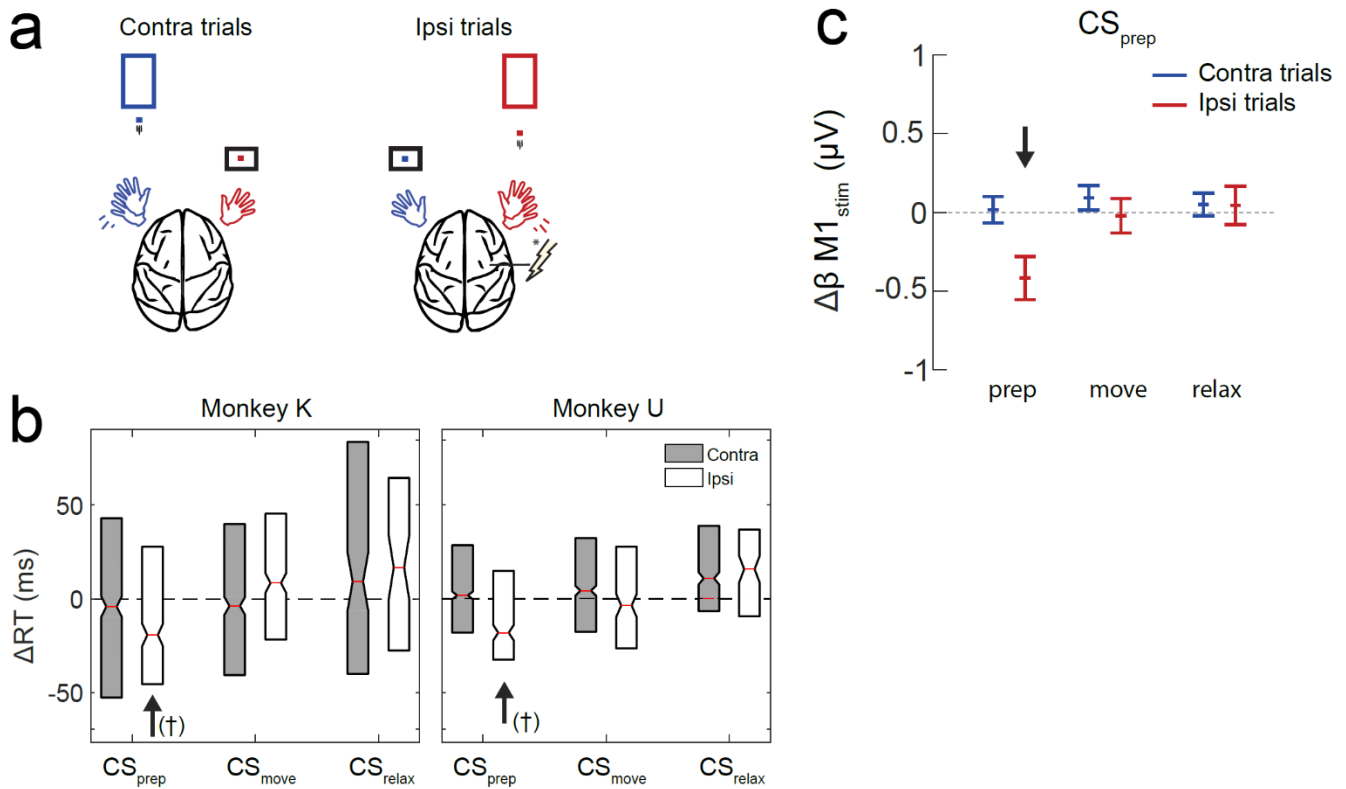 a
Contra trials
Ipsi trials
*
b
Monkey K
Monkey U
ΔRT (ms)
50
0
-50
(†)
(†)
Contra
Ipsi
CSprep
CSmove
CSrelax
CSprep
CSmove
CSrelax
c
CSprep
Contra trials
Ipsi trials
Δβ M1stim (µV)
1
0.5
0
-0.5
-1
prep
move
relax